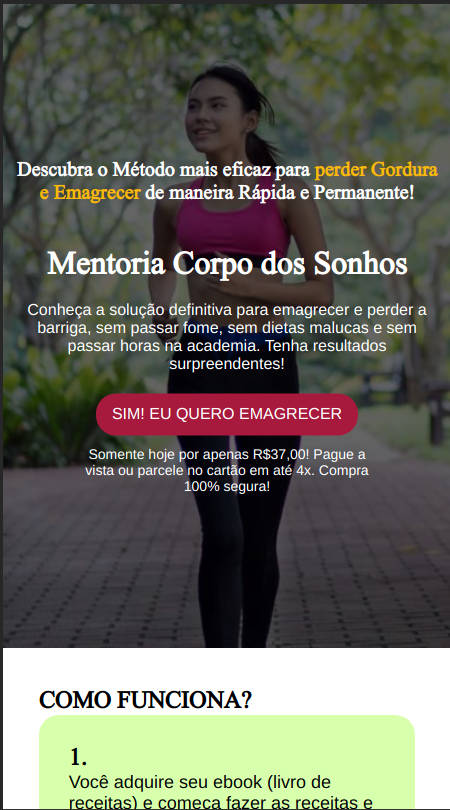 Descubra o Método mais eficaz para perder Gordura
e Emagrecer de maneira Rápida e Permanente!
Mentoria Corpo dos Sonhos
Conheça a solução definitiva para emagrecer e perder a
barriga, sem passar fome, sem dietas malucas e sem
passar horas na academia. Tenha resultados
surpreendentes!
SIM! EU QUERO EMAGRECER
Somente hoje por apenas R$37,00! Pague a
vista ou parcele no cartão em até 4x. Compra
100% segura!
COMO FUNCIONA?
1.
Você adquire seu ebook (livro de
receitas) e começa fazer as receitas e